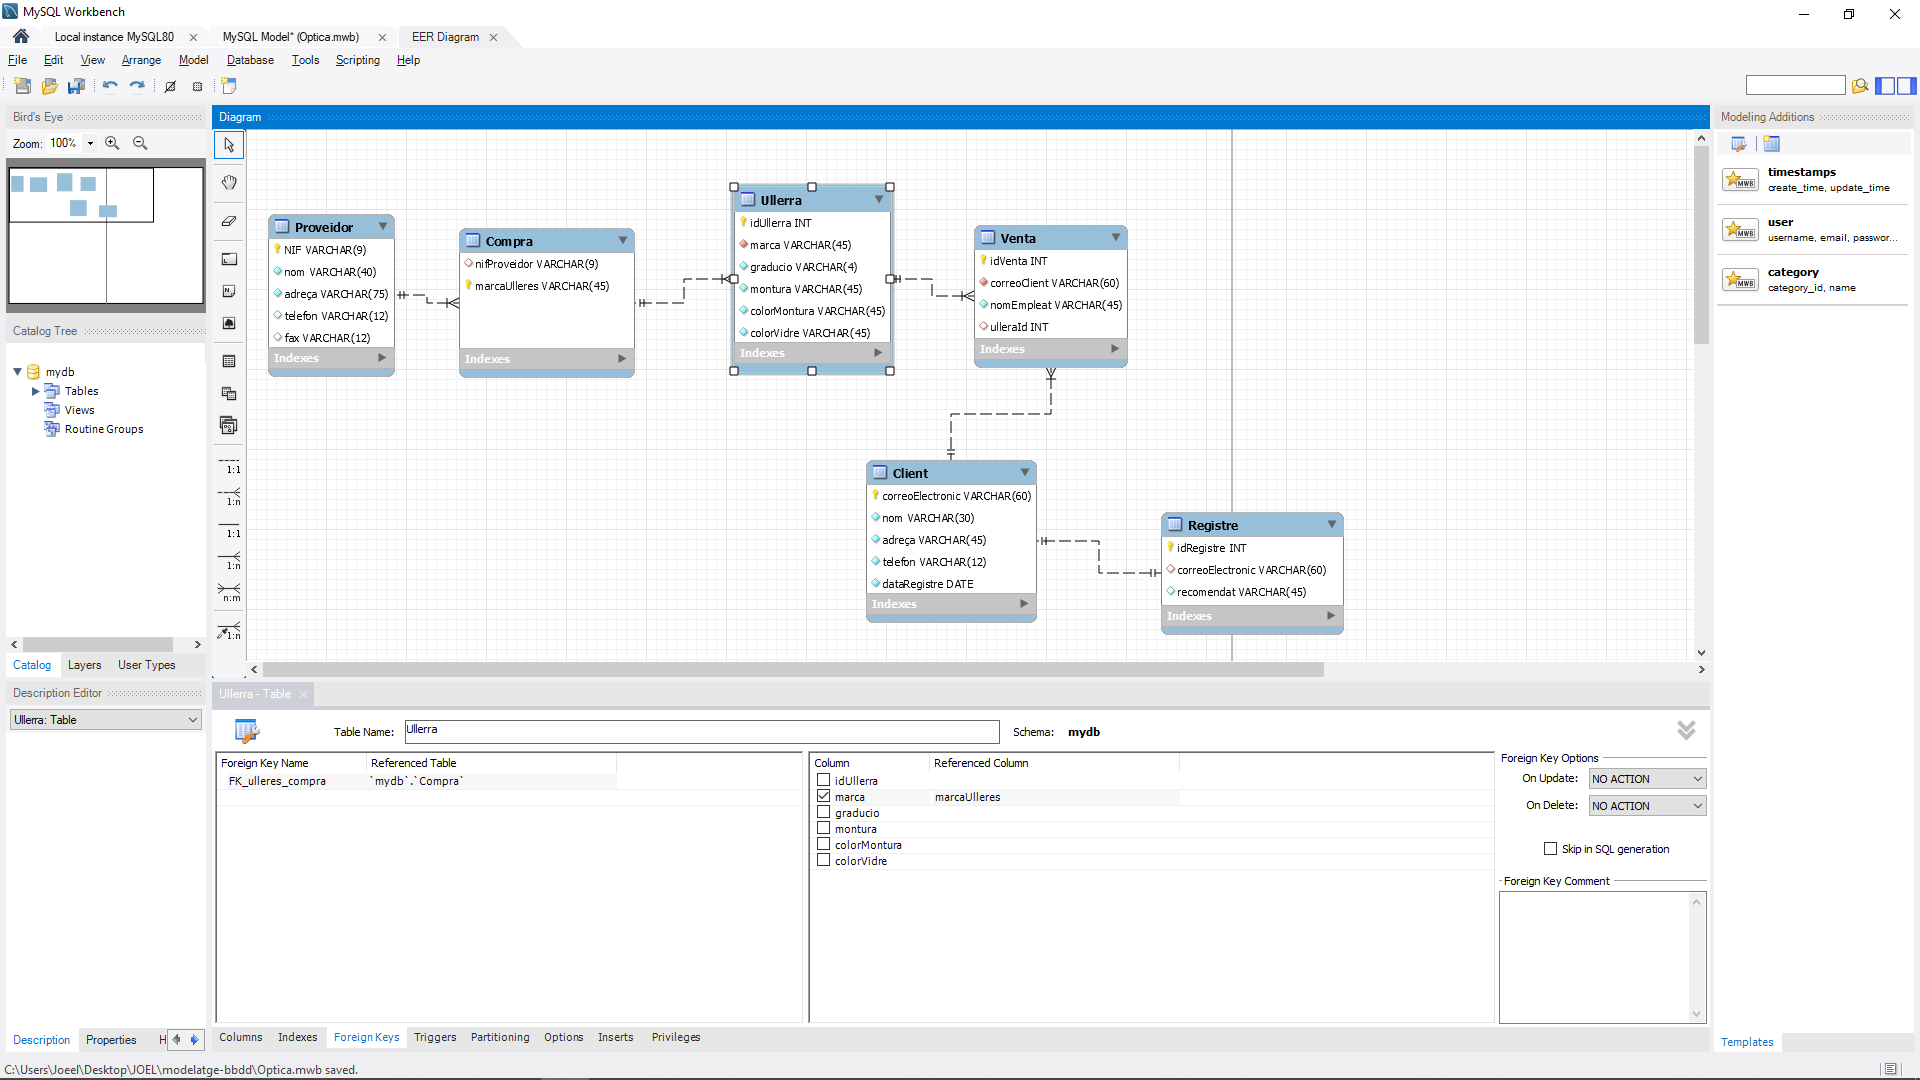 MySQL Workbench
Local instance MySQL80
MySQL Model* (Optica.mwb)
EER Diagram
File Edit View Arrange Model Database Tools Scripting Help
Bird's Eye
Zoom: 100%
Catalog Tree
mydb
Tables
Views
Routine Groups
Catalog Layers User Types
Description Editor
Ullerra: Table
Description Properties H
Diagram
1:1
1:n
1:1
1:n
n:m
1:n
Proveidor
NIF VARCHAR(9)
nom VARCHAR(40)
adreça VARCHAR(75)
telefon VARCHAR(12)
fax VARCHAR(12)
Indexes
Compra
nifProveidor VARCHAR(9)
marcaUlleres VARCHAR(45)
Indexes
Ullerra
idUllerra INT
marca VARCHAR(45)
graducio VARCHAR(4)
montura VARCHAR(45)
colorMontura VARCHAR(45)
colorVidre VARCHAR(45)
Indexes
Venta
idVenta INT
correoClient VARCHAR(60)
nomEmpleat VARCHAR(45)
ulleraId INT
Indexes
Client
correoElectronic VARCHAR(60)
nom VARCHAR(30)
adreça VARCHAR(45)
telefon VARCHAR(12)
dataRegistre DATE
Indexes
Registre
idRegistre INT
correoElectronic VARCHAR(60)
recomendat VARCHAR(45)
Indexes
Modeling Additions
timestamps
create_time, update_time
user
username, email, passwor...
category
category_id, name
Templates
Ullerra - Table
Table Name: Ullerra
Schema: mydb
Foreign Key Name Referenced Table
FK_ulleres_compra `mydb`.`Compra`
Column Referenced Column
idUllerra
marca marcaUlleres
graducio
montura
colorMontura
colorVidre
Foreign Key Options
On Update: NO ACTION
On Delete: NO ACTION
Skip in SQL generation
Foreign Key Comment
Columns Indexes Foreign Keys Triggers Partitioning Options Inserts Privileges
C:\Users\Joeel\Desktop\JOEL\modelatge-bbdd\Optica.mwb saved.